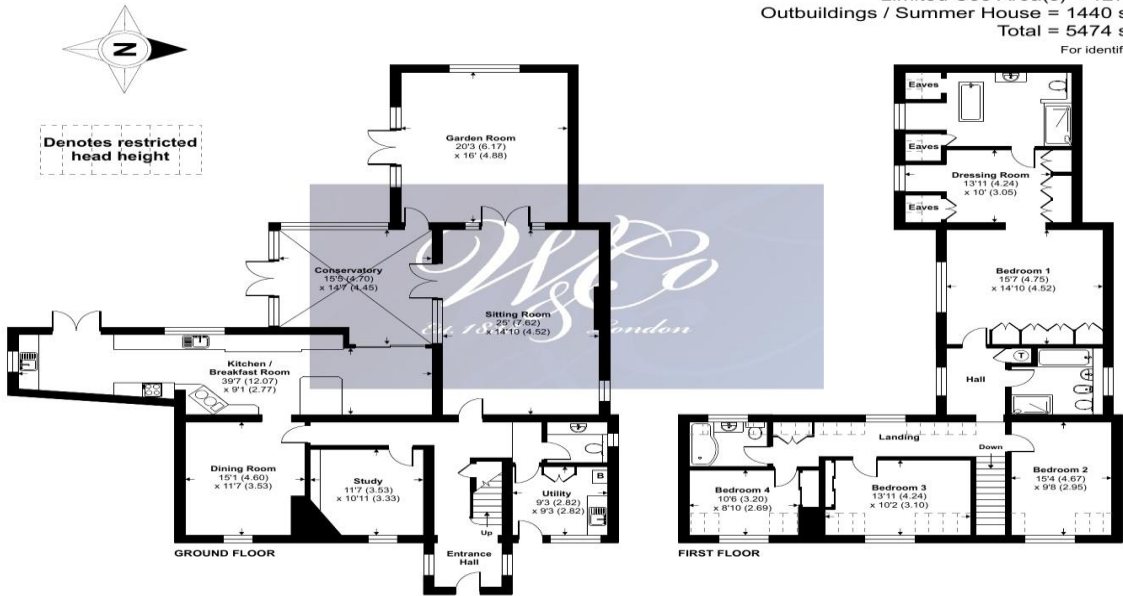 Outbuildings / Summer House = 1440 s
Total = 5474 s
For identif
N
Denotes restricted
head height
Garden Room
20'3 (6.17)
x 16' (4.88)
Conservatory
15'5 (4.70)
x 14'7 (4.45)
Sitting Room
25' (7.62)
x 14'10 (4.52)
W
& Co
Est. London
Kitchen /
Breakfast Room
39'7 (12.07)
x 9'1 (2.77)
Dining Room
15'1 (4.60)
x 11'7 (3.53)
Study
11'7 (3.53)
x 10'11 (3.33)
Utility
9'3 (2.82)
x 9'3 (2.82)
B
Up
Entrance
Hall
GROUND FLOOR
Eaves
Eaves
Eaves
Dressing Room
13'11 (4.24)
x 10' (3.05)
Bedroom 1
15'7 (4.75)
x 14'10 (4.52)
T
Hall
Landing
Down
Bedroom 2
15'4 (4.67)
x 9'8 (2.95)
Bedroom 3
13'11 (4.24)
x 10'2 (3.10)
Bedroom 4
10'6 (3.20)
x 8'10 (2.69)
FIRST FLOOR